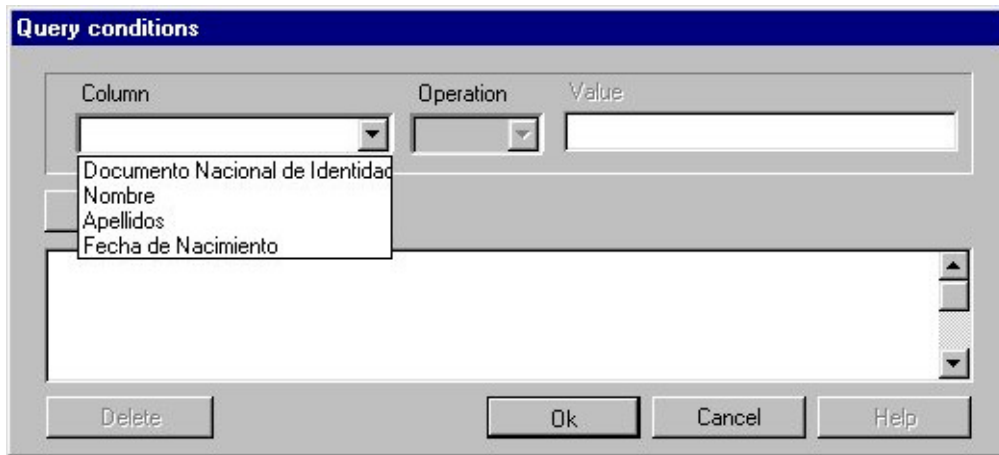 Query conditions
Column Operation Value
Documento Nacional de Identidad
Nombre
Apellidos
Fecha de Nacimiento
Delete Ok Cancel Help